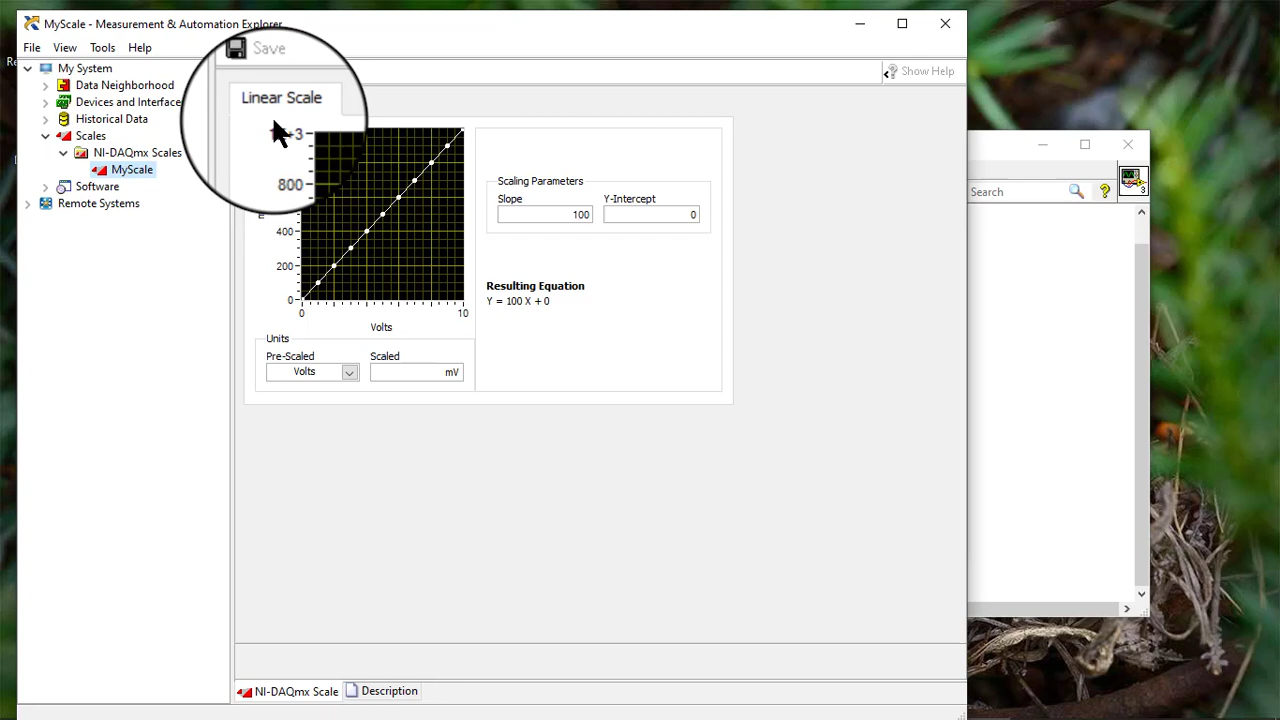 MyScale - Measurement & Automation Explorer
File View Tools Help
Save
Show Help
My System
Data Neighborhood
Devices and Interface
Historical Data
Scales
NI-DAQmx Scales
MyScale
Software
Remote Systems
Linear Scale
800
400
200
0
0 10
Volts
Scaling Parameters
Slope Y-Intercept
100 0
Resulting Equation
Y = 100 X + 0
Units
Pre-Scaled Scaled
Volts mV
NI-DAQmx Scale Description
Search
?
3